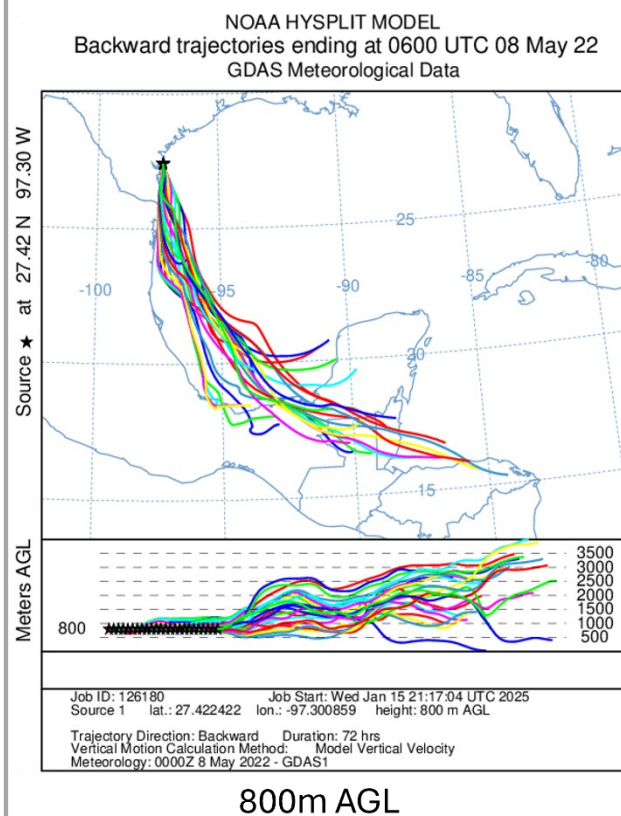 NOAA HYSPLIT MODEL
Backward trajectories ending at 0600 UTC 08 May 22
GDAS Meteorological Data
Source ★ at 27.42 N 97.30 W
25
-80
-85
-90
-95
-100
20
15
Meters AGL
3500
3000
2500
2000
1500
1000
500
800
Job ID: 126180 Job Start: Wed Jan 15 21:17:04 UTC 2025
Source 1 lat.: 27.422422 lon.: -97.300859 height: 800 m AGL
Trajectory Direction: Backward Duration: 72 hrs
Vertical Motion Calculation Method: Model Vertical Velocity
Meteorology: 0000Z 8 May 2022 - GDAS1
800m AGL